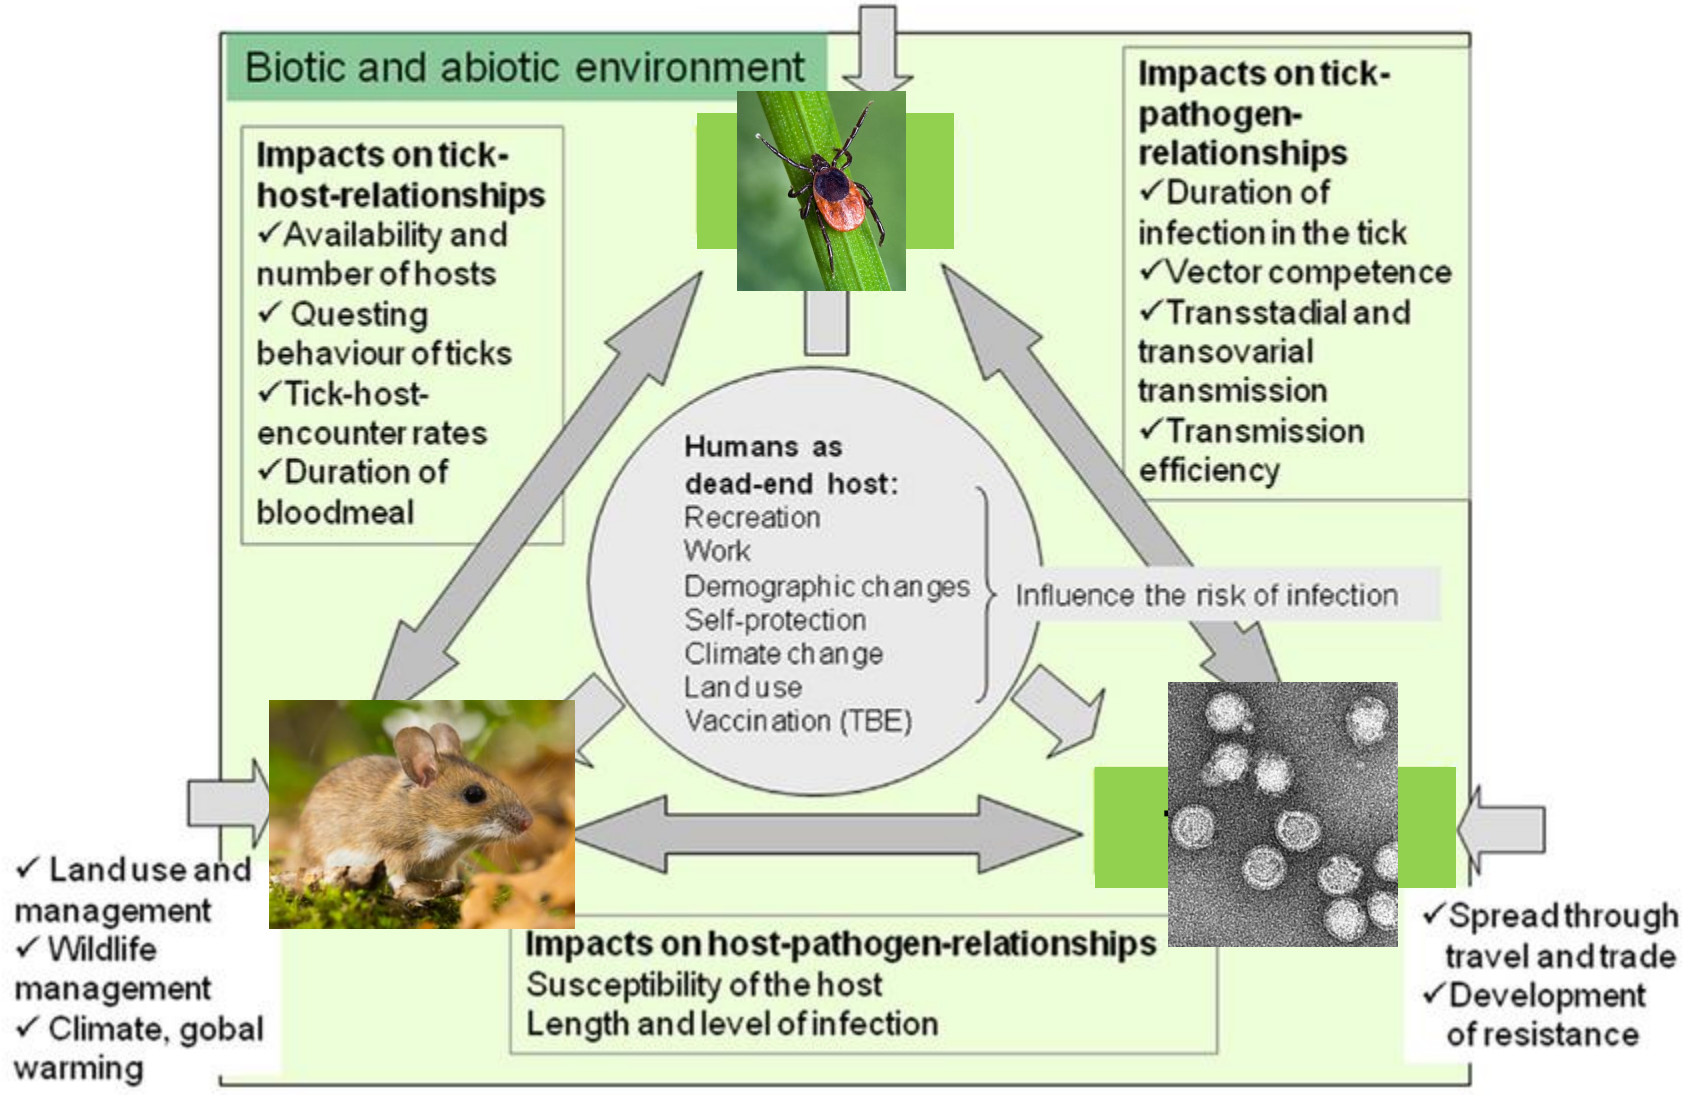 Biotic and abiotic environment
Impacts on tick-
host-relationships
✓Availability and
number of hosts
✓ Questing
behaviour of ticks
✓Tick-host-
encounter rates
✓Duration of
bloodmeal
Impacts on tick-
pathogen-
relationships
✓Duration of
infection in the tick
✓Vector competence
✓Transstadial and
transovarial
transmission
✓Transmission
efficiency
Humans as
dead-end host:
Recreation
Work
Demographic changes
Self-protection
Climate change
Land use
Vaccination (TBE)
Influence the risk of infection
✓ Land use and
management
✓ Wildlife
management
✓ Climate, gobal
warming
Impacts on host-pathogen-relationships
Susceptibility of the host
Length and level of infection
✓Spread through
travel and trade
✓Development
of resistance